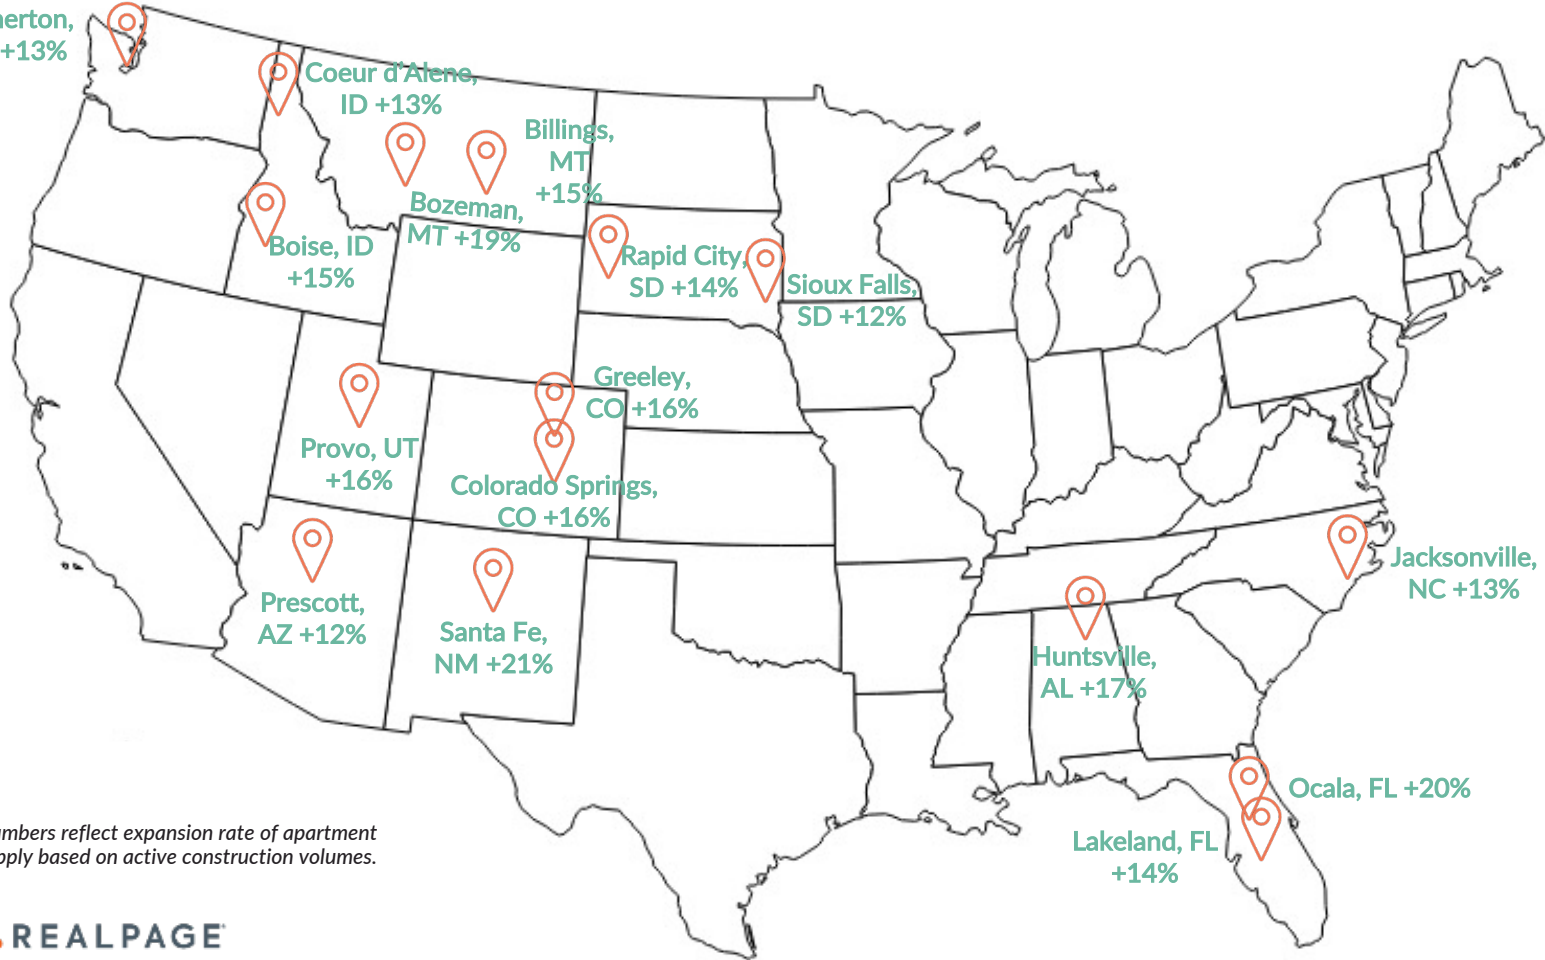 nerton,
+13%
Coeur d'Alene,
ID +13%
Billings,
MT
+15%
Bozeman,
MT +19%
Boise, ID
+15%
Rapid City,
SD +14%
Sioux Falls,
SD +12%
Greeley,
CO +16%
Provo, UT
+16%
Colorado Springs,
CO +16%
Prescott,
AZ +12%
Santa Fe,
NM +21%
Jacksonville,
NC +13%
Huntsville,
AL +17%
Ocala, FL +20%
Lakeland, FL
+14%
mbers reflect expansion rate of apartment
pply based on active construction volumes.
REALPAGE